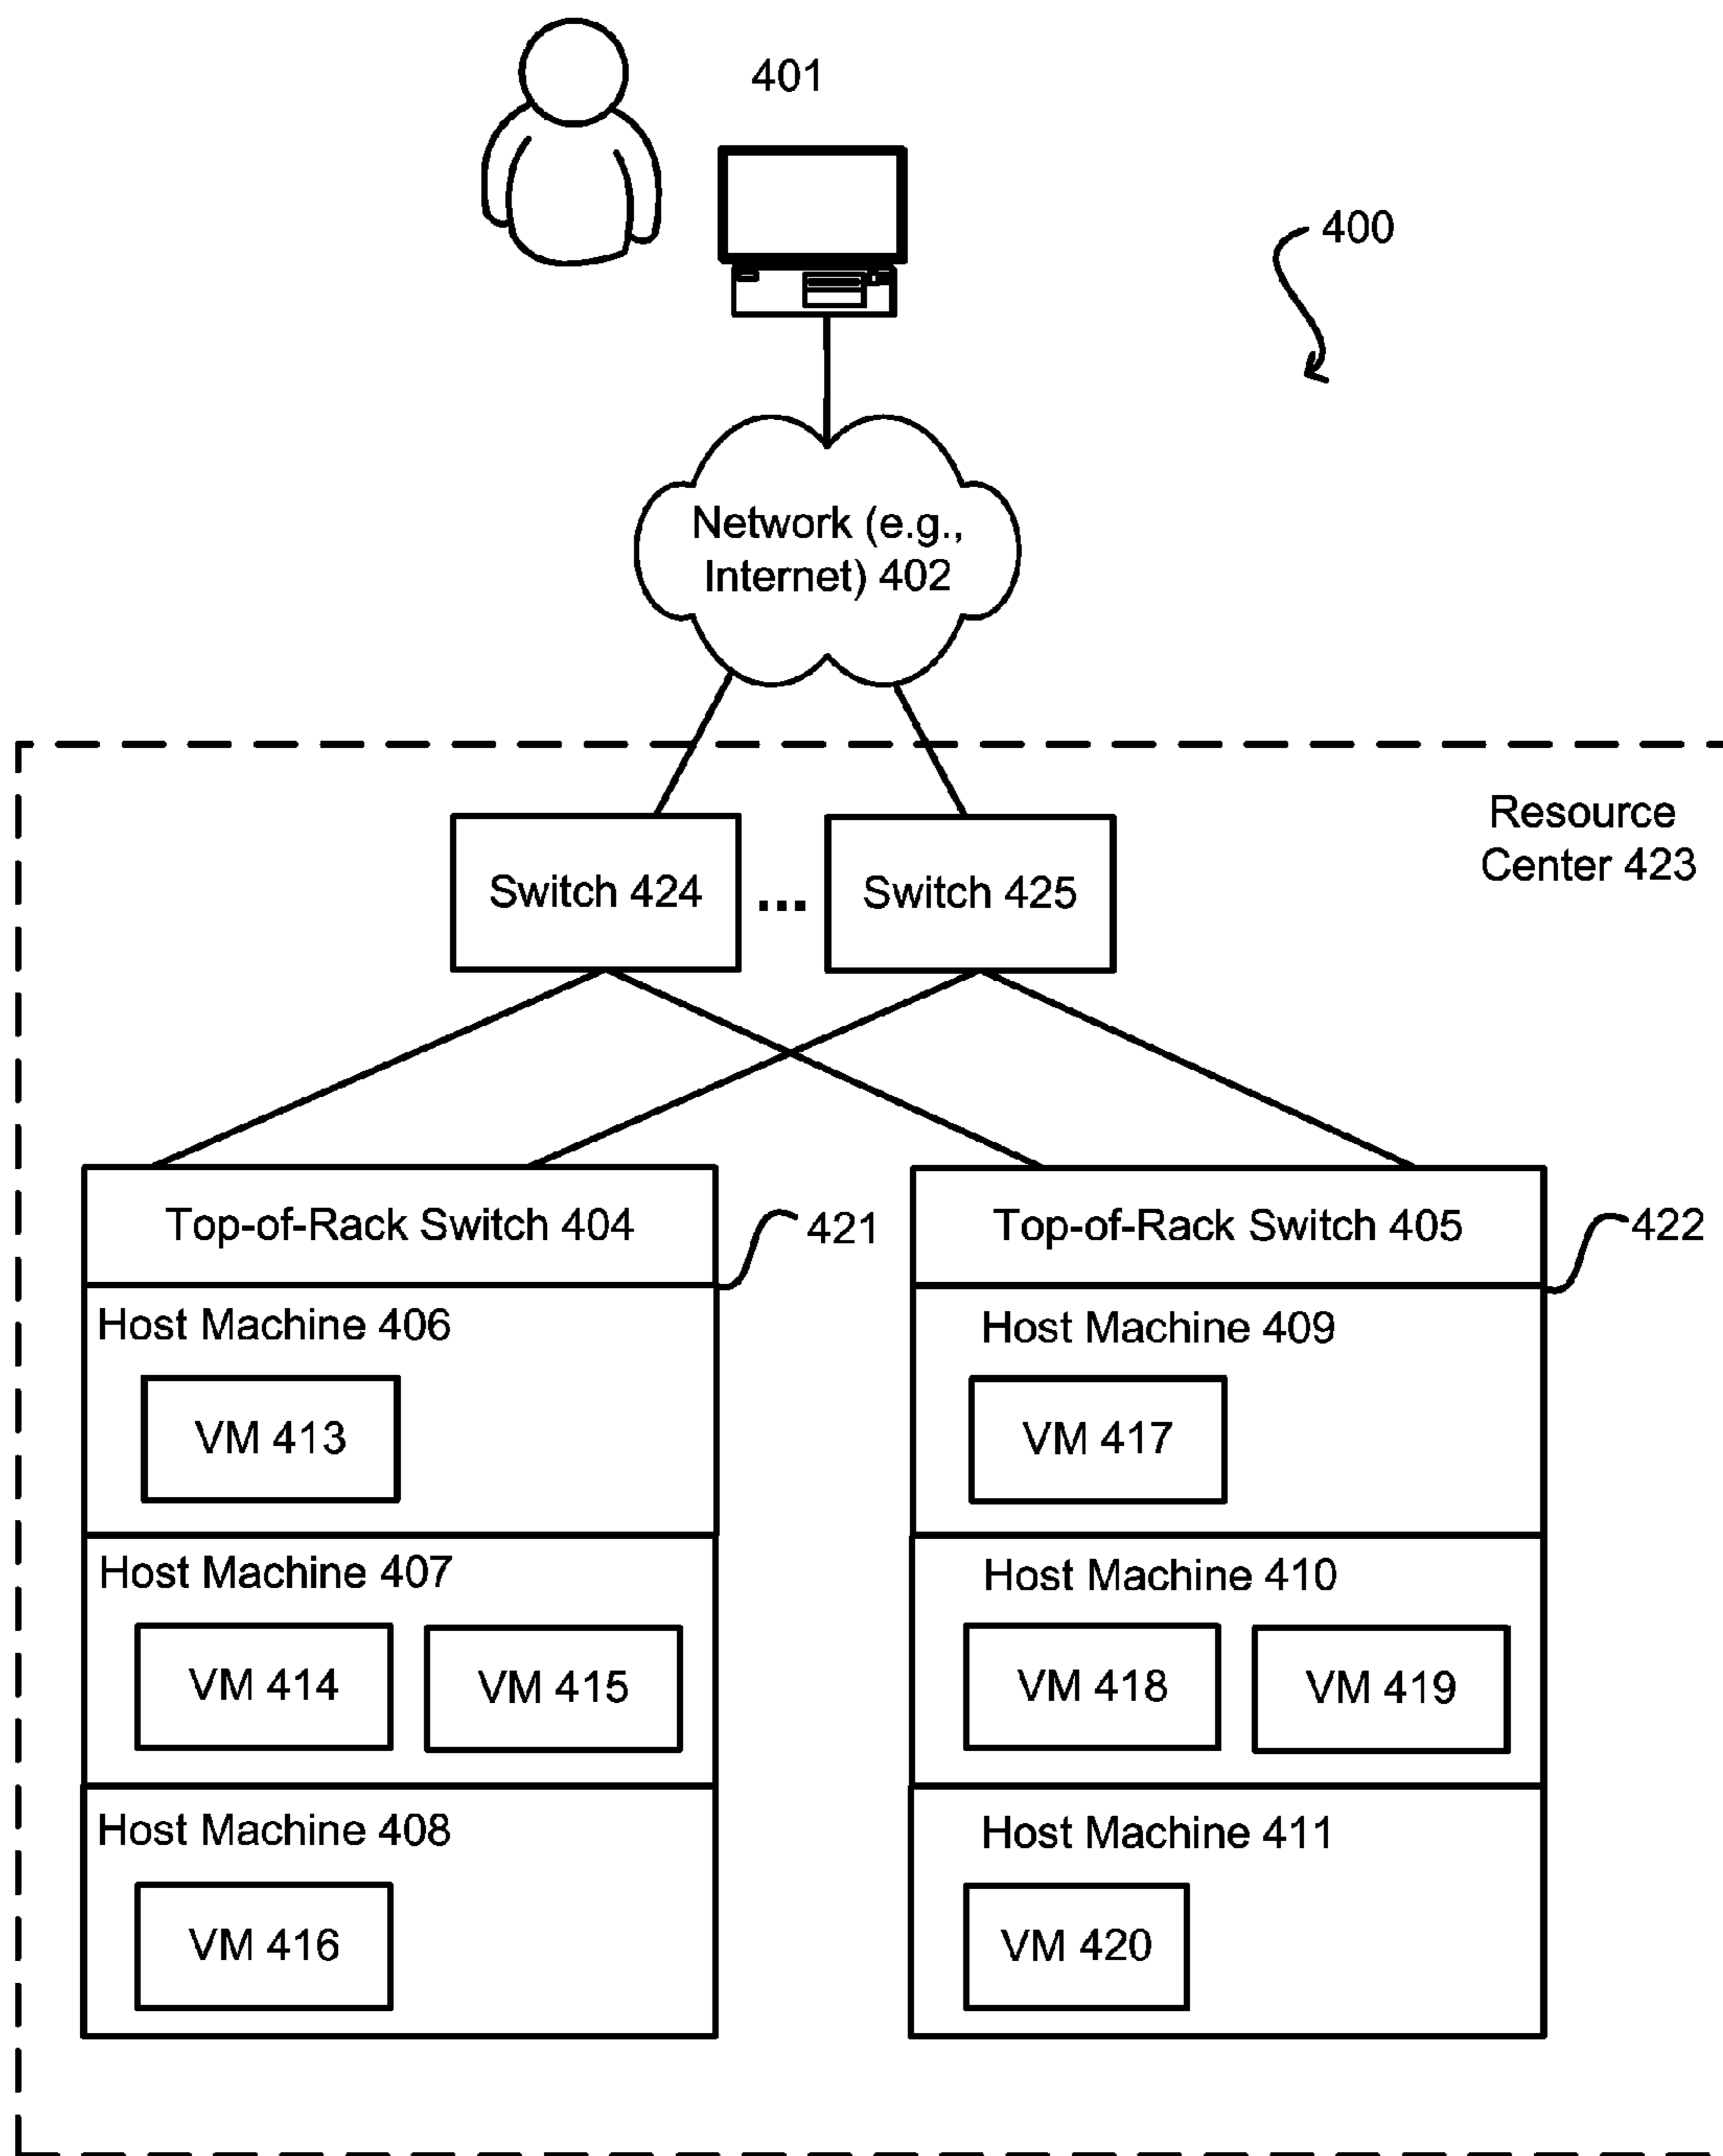 401
400
Network (e.g.,
Internet) 402
Resource
Center 423
Switch 424
...
Switch 425
Top-of-Rack Switch 404
421
Top-of-Rack Switch 405
422
Host Machine 406
Host Machine 409
VM 413
VM 417
Host Machine 407
Host Machine 410
VM 414
VM 415
VM 418
VM 419
Host Machine 408
Host Machine 411
VM 416
VM 420